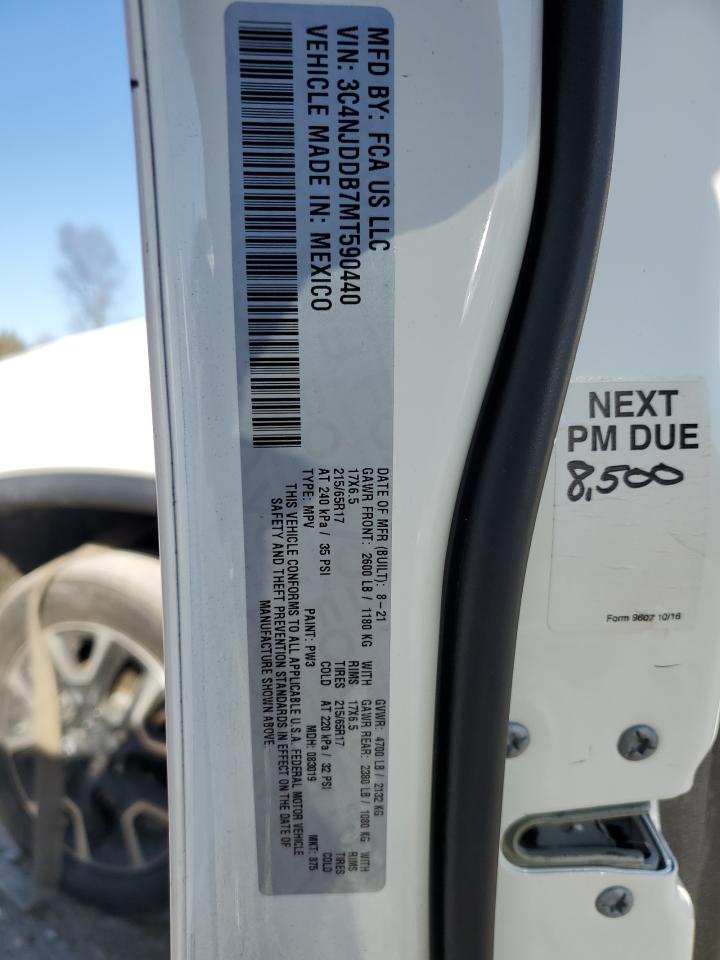 MFD BY: FCA US LLC
VIN: 3C4NJDDB7MT590440
VEHICLE MADE IN: MEXICO
DATE OF MFR (BUILT): 8-21 GVWR: 4700 LB / 2132 KG
GAWR FRONT: 2600 LB / 1180 KG WITH GAWR REAR: 2380 LB / 1080 KG WITH
17X6.5 RIMS 17X6.5 RIMS
215/65R17 TIRES 215/65R17 TIRES
AT 240 kPa / 35 PSI COLD AT 220 kPa / 32 PSI COLD
TYPE: MPV PAINT: PW3 MDH: 083019 MKT: 875
THIS VEHICLE CONFORMS TO ALL APPLICABLE U.S.A. FEDERAL MOTOR VEHICLE
SAFETY AND THEFT PREVENTION STANDARDS IN EFFECT ON THE DATE OF
MANUFACTURE SHOWN ABOVE.
NEXT
PM DUE
8,500
Form 9607 10/16